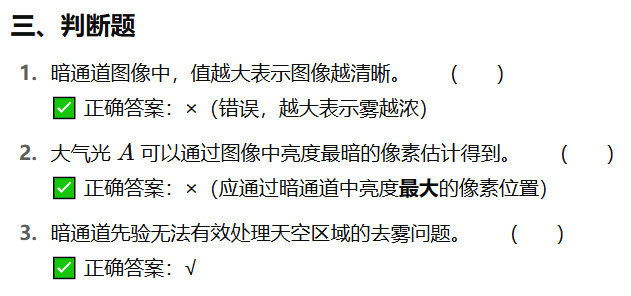 三、判断题
1. 暗通道图像中，值越大表示图像越清晰。 （ ）
✅ 正确答案：×（错误，越大表示雾越浓）
2. 大气光 A 可以通过图像中亮度最暗的像素估计得到。 （ ）
✅ 正确答案：×（应通过暗通道中亮度最大的像素位置）
3. 暗通道先验无法有效处理天空区域的去雾问题。 （ ）
✅ 正确答案：√